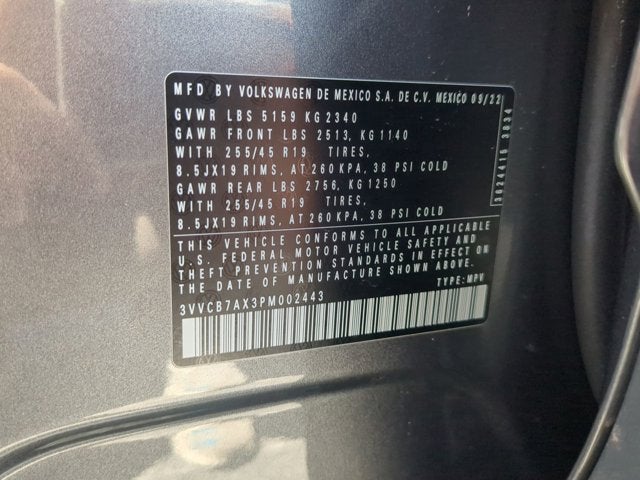 MFD BY VOLKSWAGEN DE MEXICO S.A. DE C.V. MEXICO 09/22
GVWR LBS 5159 KG 2340
GAWR FRONT LBS 2513, KG 1140
WITH 255/45 R19 TIRES,
8.5JX19 RIMS, AT 260 KPA, 38 PSI COLD
GAWR REAR LBS 2756, KG 1250
WITH 255/45 R19 TIRES,
8.5JX19 RIMS, AT 260 KPA, 38 PSI COLD
THIS VEHICLE CONFORMS TO ALL APPLICABLE
U.S. FEDERAL MOTOR VEHICLE SAFETY AND
THEFT PREVENTION STANDARDS IN EFFECT ON
THE DATE OF MANUFACTURE SHOWN ABOVE.
3VVCB7AX3PM002443 TYPE: MPV